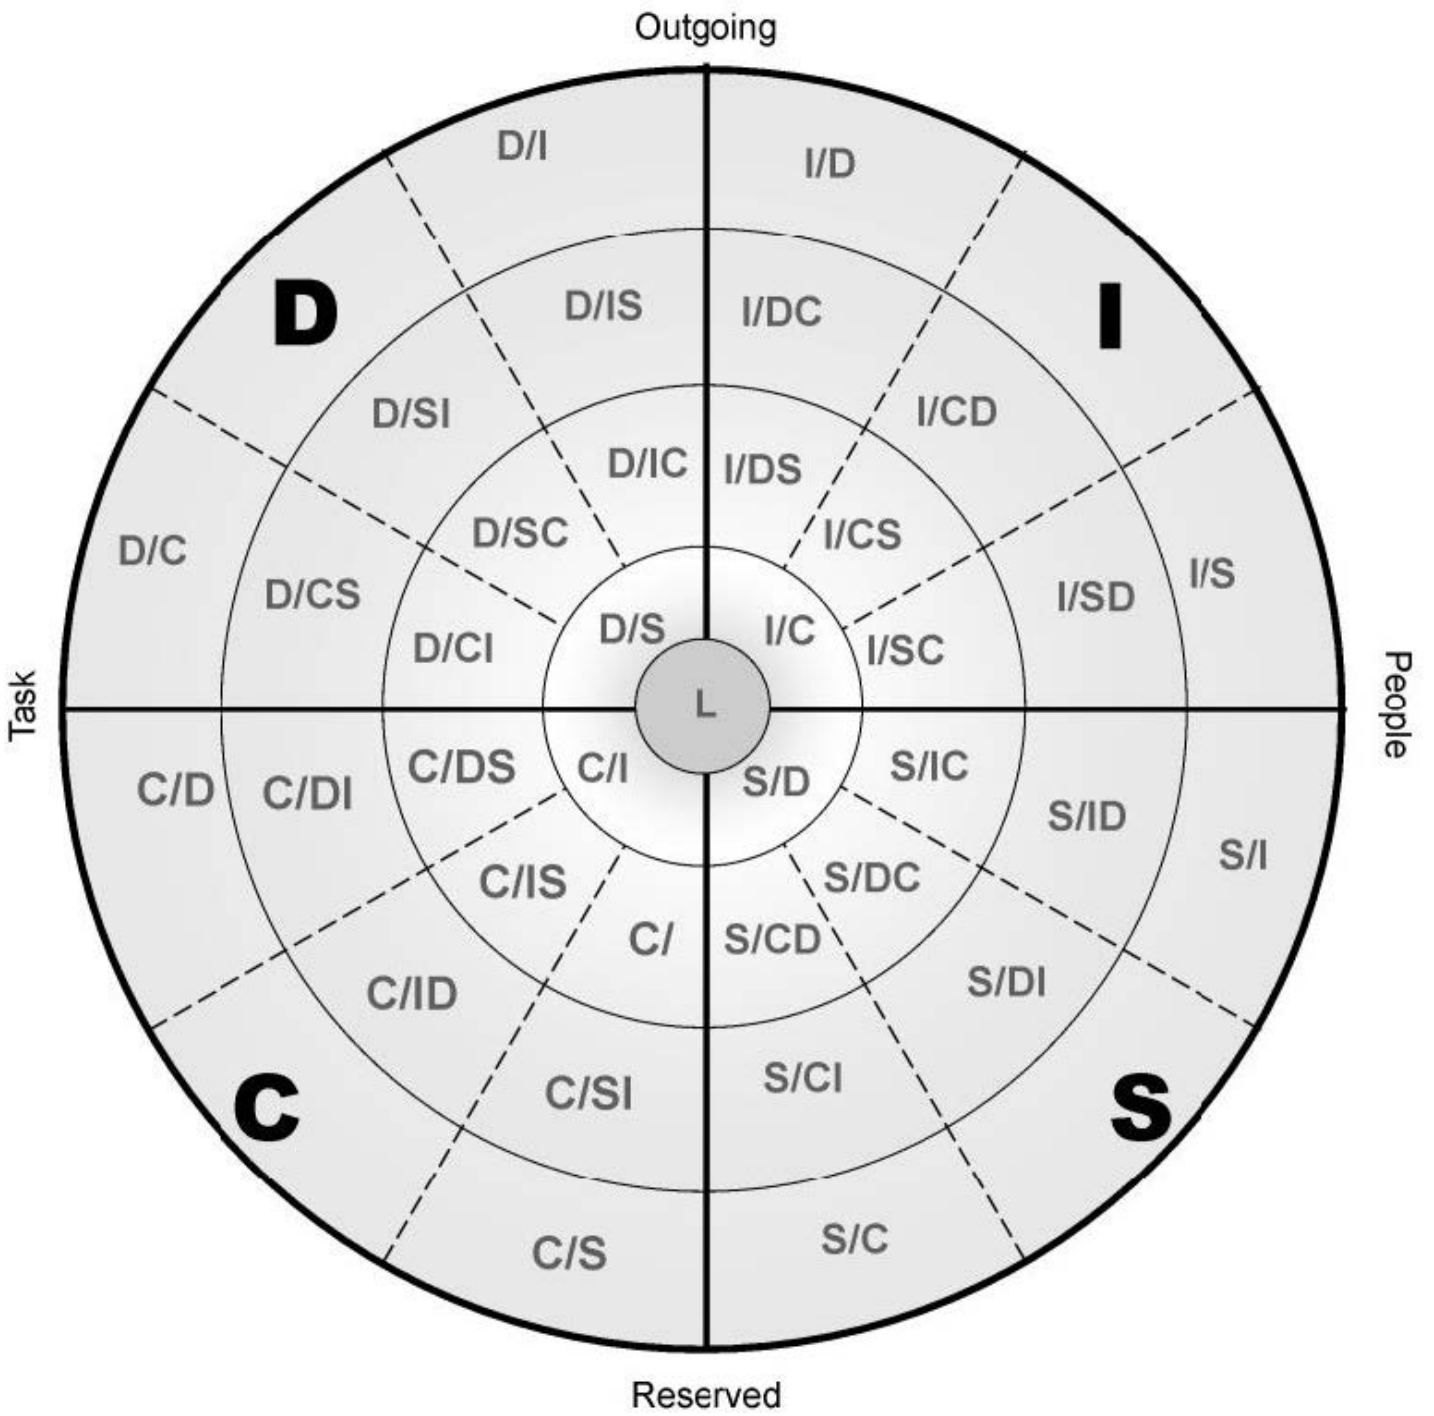 Outgoing
D/I
I/D
D
D/IS
I/DC
I
D/SI
I/CD
D/IC
I/DS
D/SC
I/CS
D/C
D/CS
I/SD
I/S
D/CI
D/S
I/C
I/SC
Task
L
People
C/D
C/DI
C/DS
C/I
S/D
S/IC
S/ID
S/I
C/IS
S/DC
C/
S/CD
C/ID
S/DI
C
C/SI
S/CI
S
C/S
S/C
Reserved